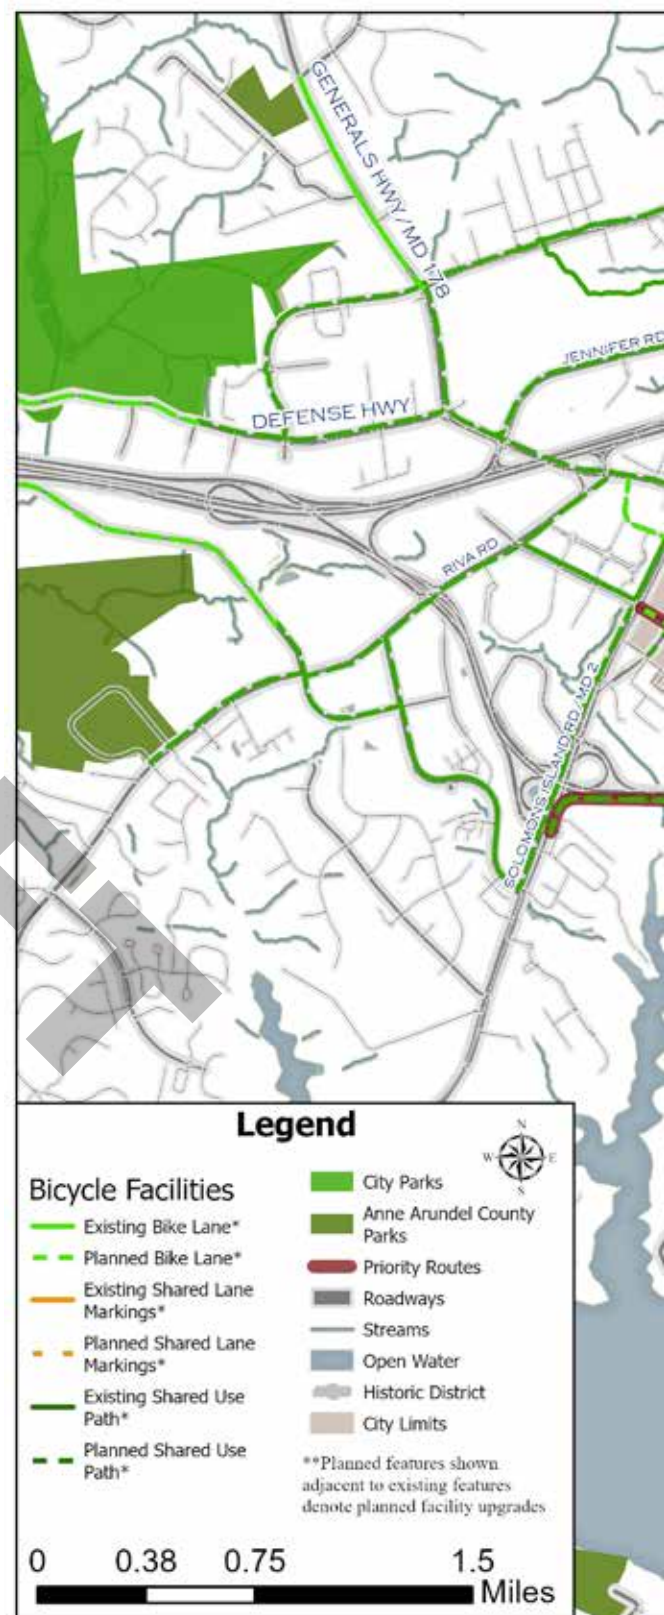 GENERALS HWY/MD 178
JENNIFER RD
DEFENSE HWY
RIVA RD
SOLOMONS ISLAND RD/MD 2
Legend
N
W E
S
Bicycle Facilities
Existing Bike Lane*
Planned Bike Lane*
Existing Shared Lane
Markings*
Planned Shared Lane
Markings*
Existing Shared Use
Path*
Planned Shared Use
Path*
City Parks
Anne Arundel County
Parks
Priority Routes
Roadways
Streams
Open Water
Historic District
City Limits
**Planned features shown
adjacent to existing features
denote planned facility upgrades
0 0.38 0.75 1.5
Miles